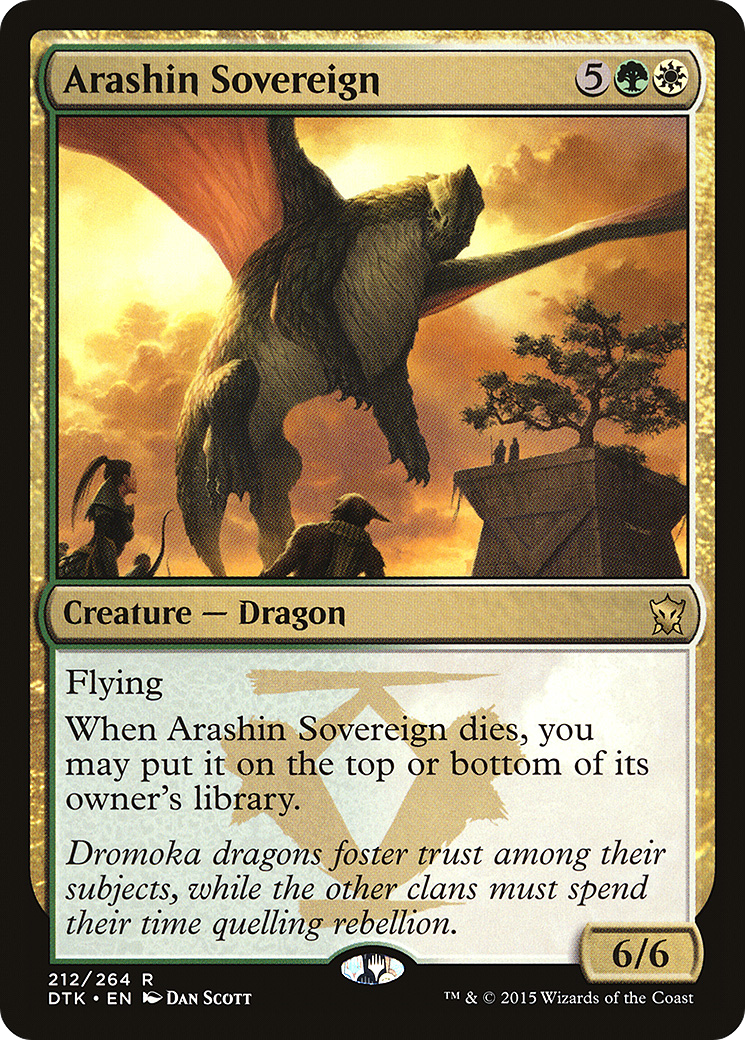 Arashin Sovereign 5
Creature — Dragon
Flying
When Arashin Sovereign dies, you
may put it on the top or bottom of its
owner's library.
Dromoka dragons foster trust among their
subjects, while the other clans must spend
their time quelling rebellion.
6/6
212/264 R
DTK • EN Dan Scott
™ & © 2015 Wizards of the Coast